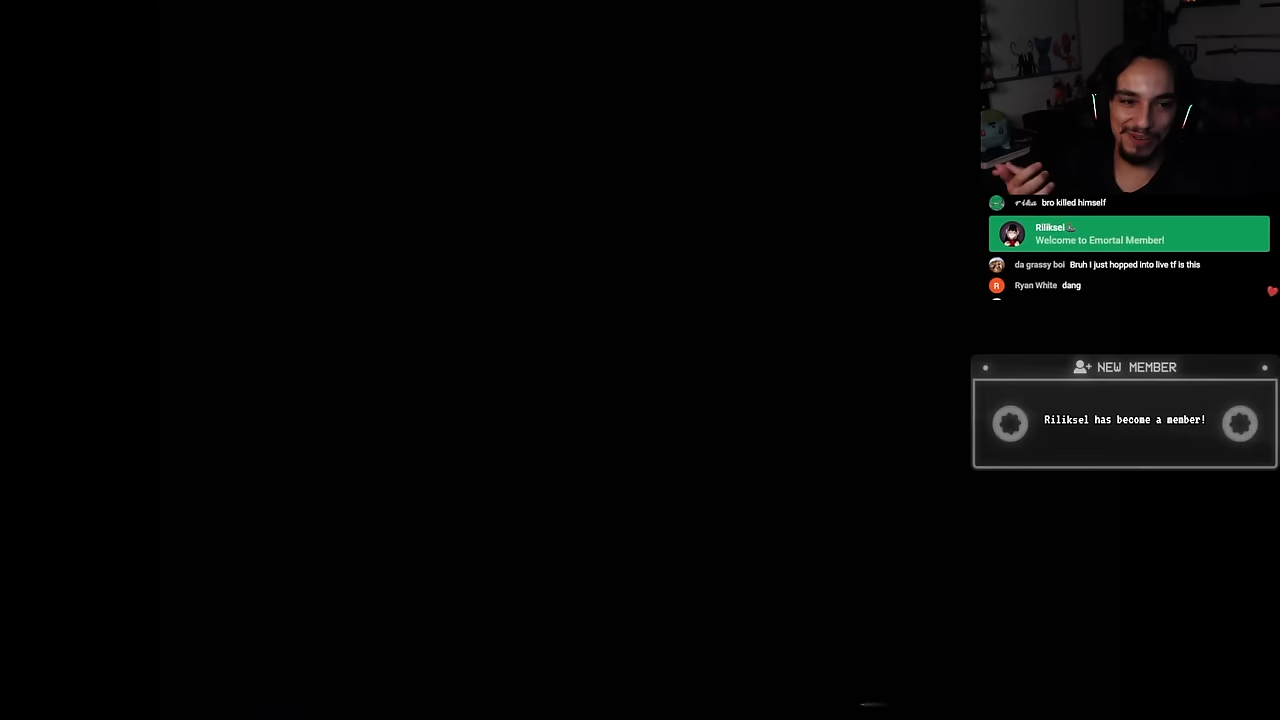 rika bro killed himself
Riliksel
Welcome to Emortal Member!
da grassy boi Bruh I just hopped into live tf is this
R Ryan White dang
NEW MEMBER
Riliksel has become a member!